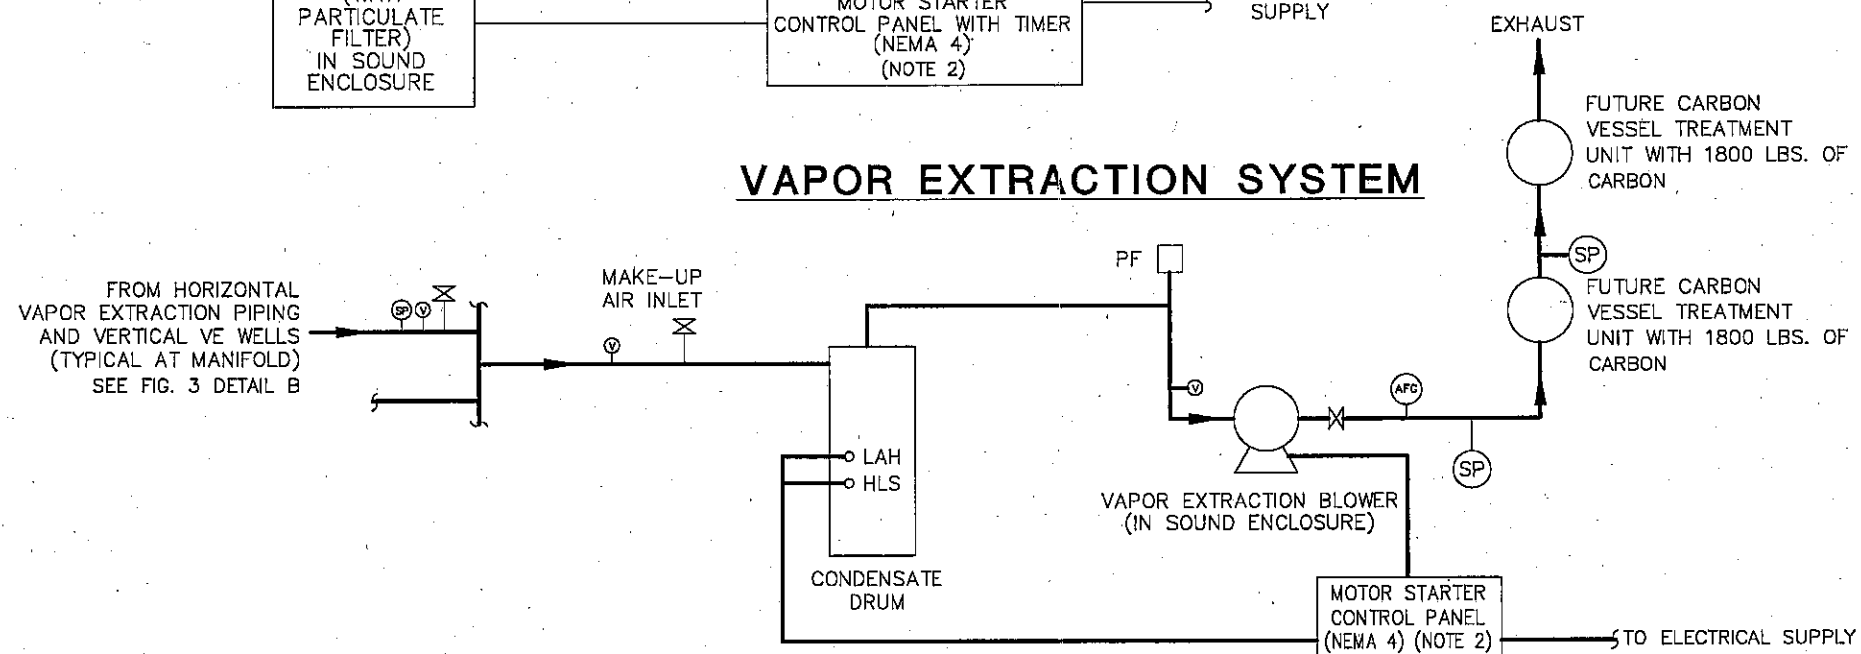 PARTICULATE
FILTER)
IN SOUND
ENCLOSURE
MOTOR STARTER
CONTROL PANEL WITH TIMER
(NEMA 4)
(NOTE 2)
SUPPLY
EXHAUST
FUTURE CARBON
VESSEL TREATMENT
UNIT WITH 1800 LBS. OF
CARBON
VAPOR EXTRACTION SYSTEM
SP
FUTURE CARBON
VESSEL TREATMENT
UNIT WITH 1800 LBS. OF
CARBON
FROM HORIZONTAL
VAPOR EXTRACTION PIPING
AND VERTICAL VE WELLS
(TYPICAL AT MANIFOLD)
SEE FIG. 3 DETAIL B
SP
V
MAKE-UP
AIR INLET
V
PF
V
AFG
SP
LAH
HLS
CONDENSATE
DRUM
VAPOR EXTRACTION BLOWER
(IN SOUND ENCLOSURE)
MOTOR STARTER
CONTROL PANEL
(NEMA 4) (NOTE 2)
TO ELECTRICAL SUPPLY